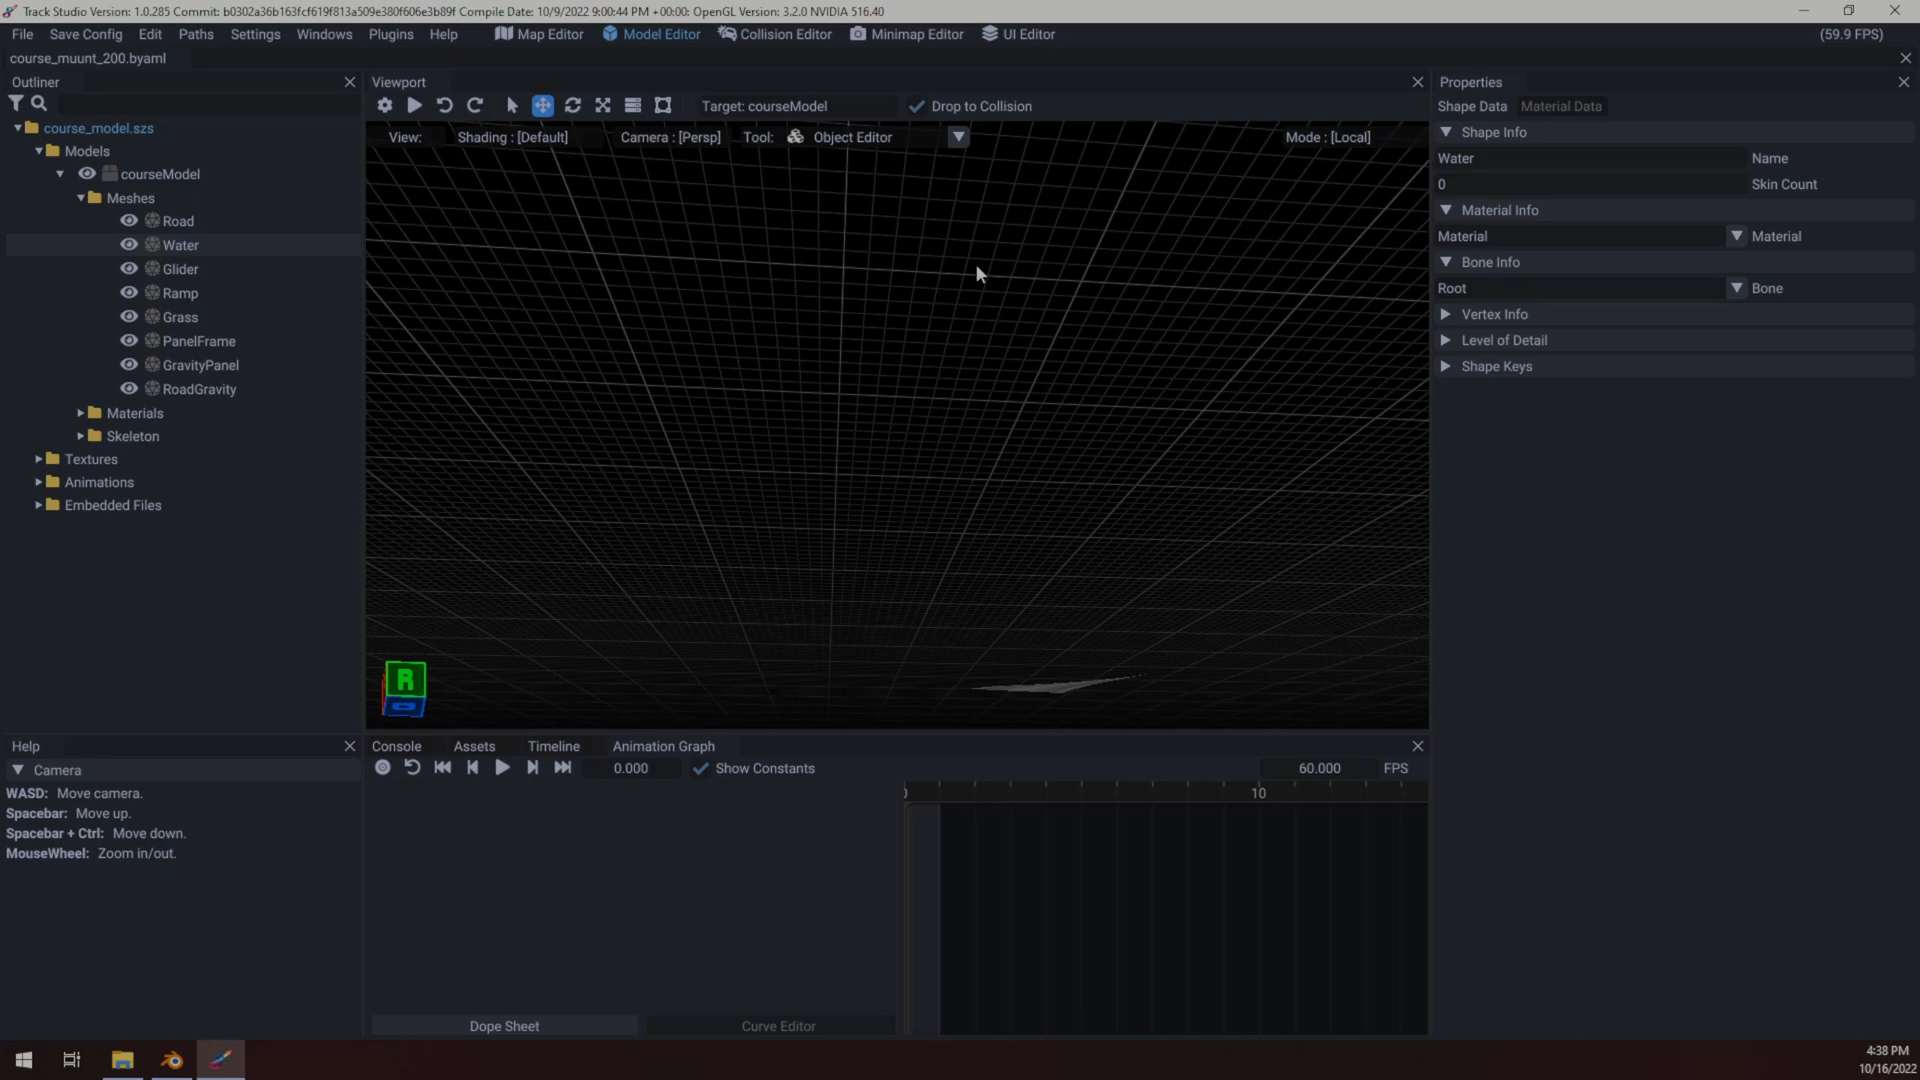 Track Studio Version: 1.0.285 Commit: b0302a36b163fcf619f813a509e380f606e3b89f Compile Date: 10/9/2022 9:00:44 PM +00:00: OpenGL Version: 3.2.0 NVIDIA 516.40
File Save Config Edit Paths Settings Windows Plugins Help Map Editor Model Editor Collision Editor Minimap Editor UI Editor (59.9 FPS)
course_muunt_200.byaml
Outliner
course_model.szs
Models
courseModel
Meshes
Road
Water
Glider
Ramp
Grass
PanelFrame
GravityPanel
RoadGravity
Materials
Skeleton
Textures
Animations
Embedded Files
Viewport
Target: courseModel Drop to Collision
View: Shading : [Default] Camera : [Persp] Tool: Object Editor Mode : [Local]
R
Properties
Shape Data Material Data
Shape Info
Water Name
0 Skin Count
Material Info
Material Material
Bone Info
Root Bone
Vertex Info
Level of Detail
Shape Keys
Help
Camera
WASD: Move camera.
Spacebar: Move up.
Spacebar + Ctrl: Move down.
MouseWheel: Zoom in/out.
Console Assets Timeline Animation Graph
0.000 Show Constants 60.000 FPS
0 10
Dope Sheet Curve Editor
4:38 PM
10/16/2022